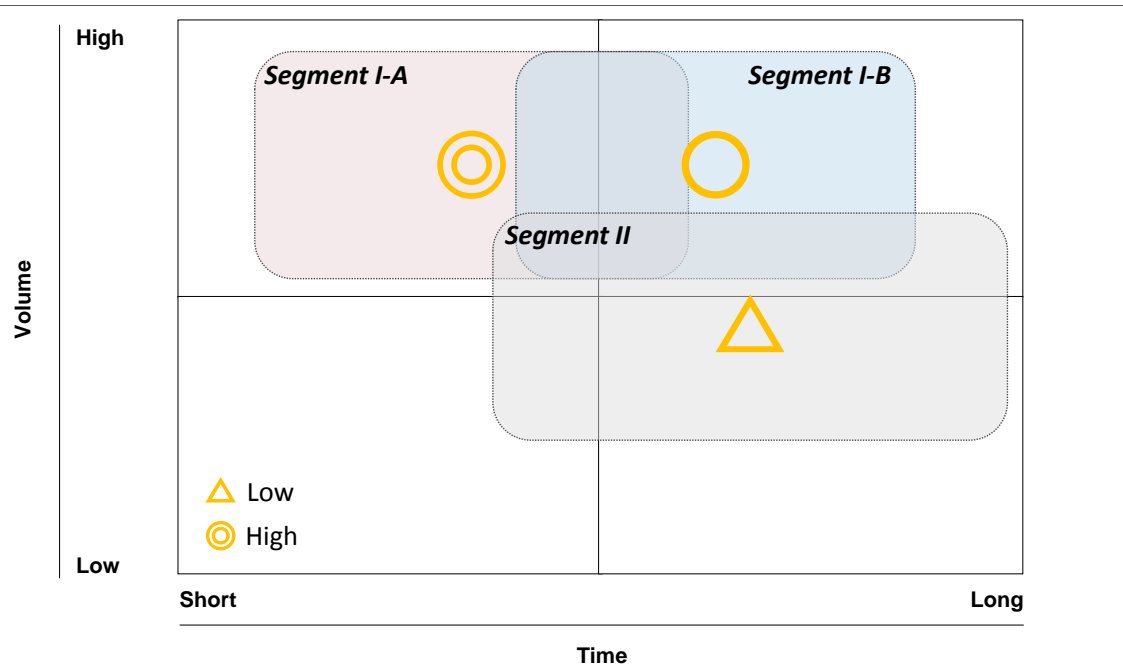 High
Segment I-A
Segment I-B
Segment II
Volume
Low
High
Low
Short
Long
Time